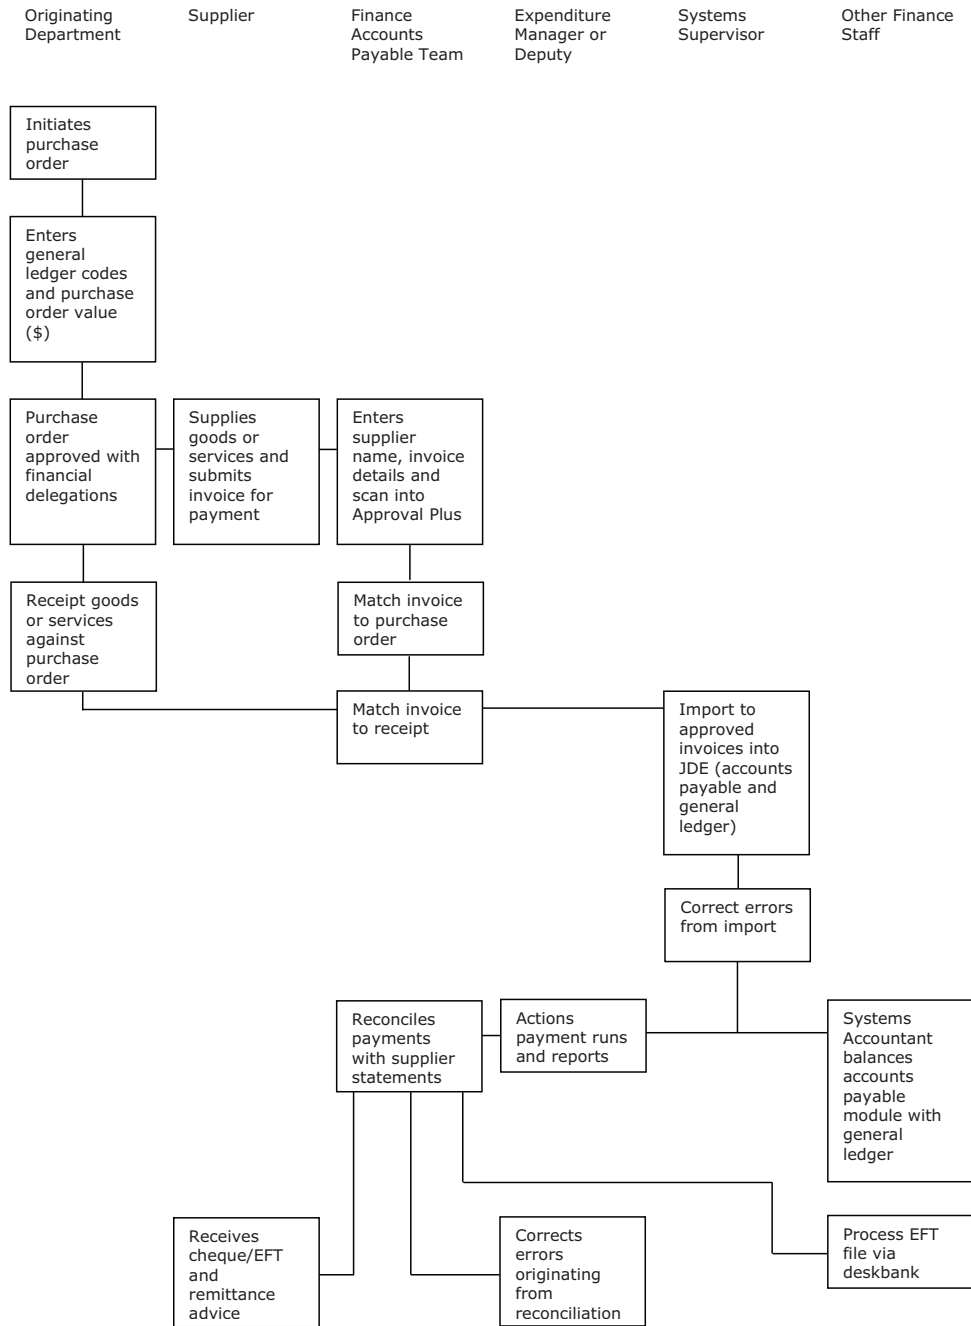 Originating
Department
Supplier
Finance
Accounts
Payable Team
Expenditure
Manager or
Deputy
Systems
Supervisor
Other Finance
Staff
Initiates
purchase
order
Enters
general
ledger codes
and purchase
order value
($)
Purchase
order
approved with
financial
delegations
Supplies
goods or
services and
submits
invoice for
payment
Enters
supplier
name, invoice
details and
scan into
Approval Plus
Receipt goods
or services
against
purchase
order
Match invoice
to purchase
order
Match invoice
to receipt
Import to
approved
invoices into
JDE (accounts
payable and
general
ledger)
Correct errors
from import
Reconciles
payments
with supplier
statements
Actions
payment runs
and reports
Systems
Accountant
balances
accounts
payable
module with
general
ledger
Receives
cheque/EFT
and
remittance
advice
Corrects
errors
originating
from
reconciliation
Process EFT
file via
deskbank